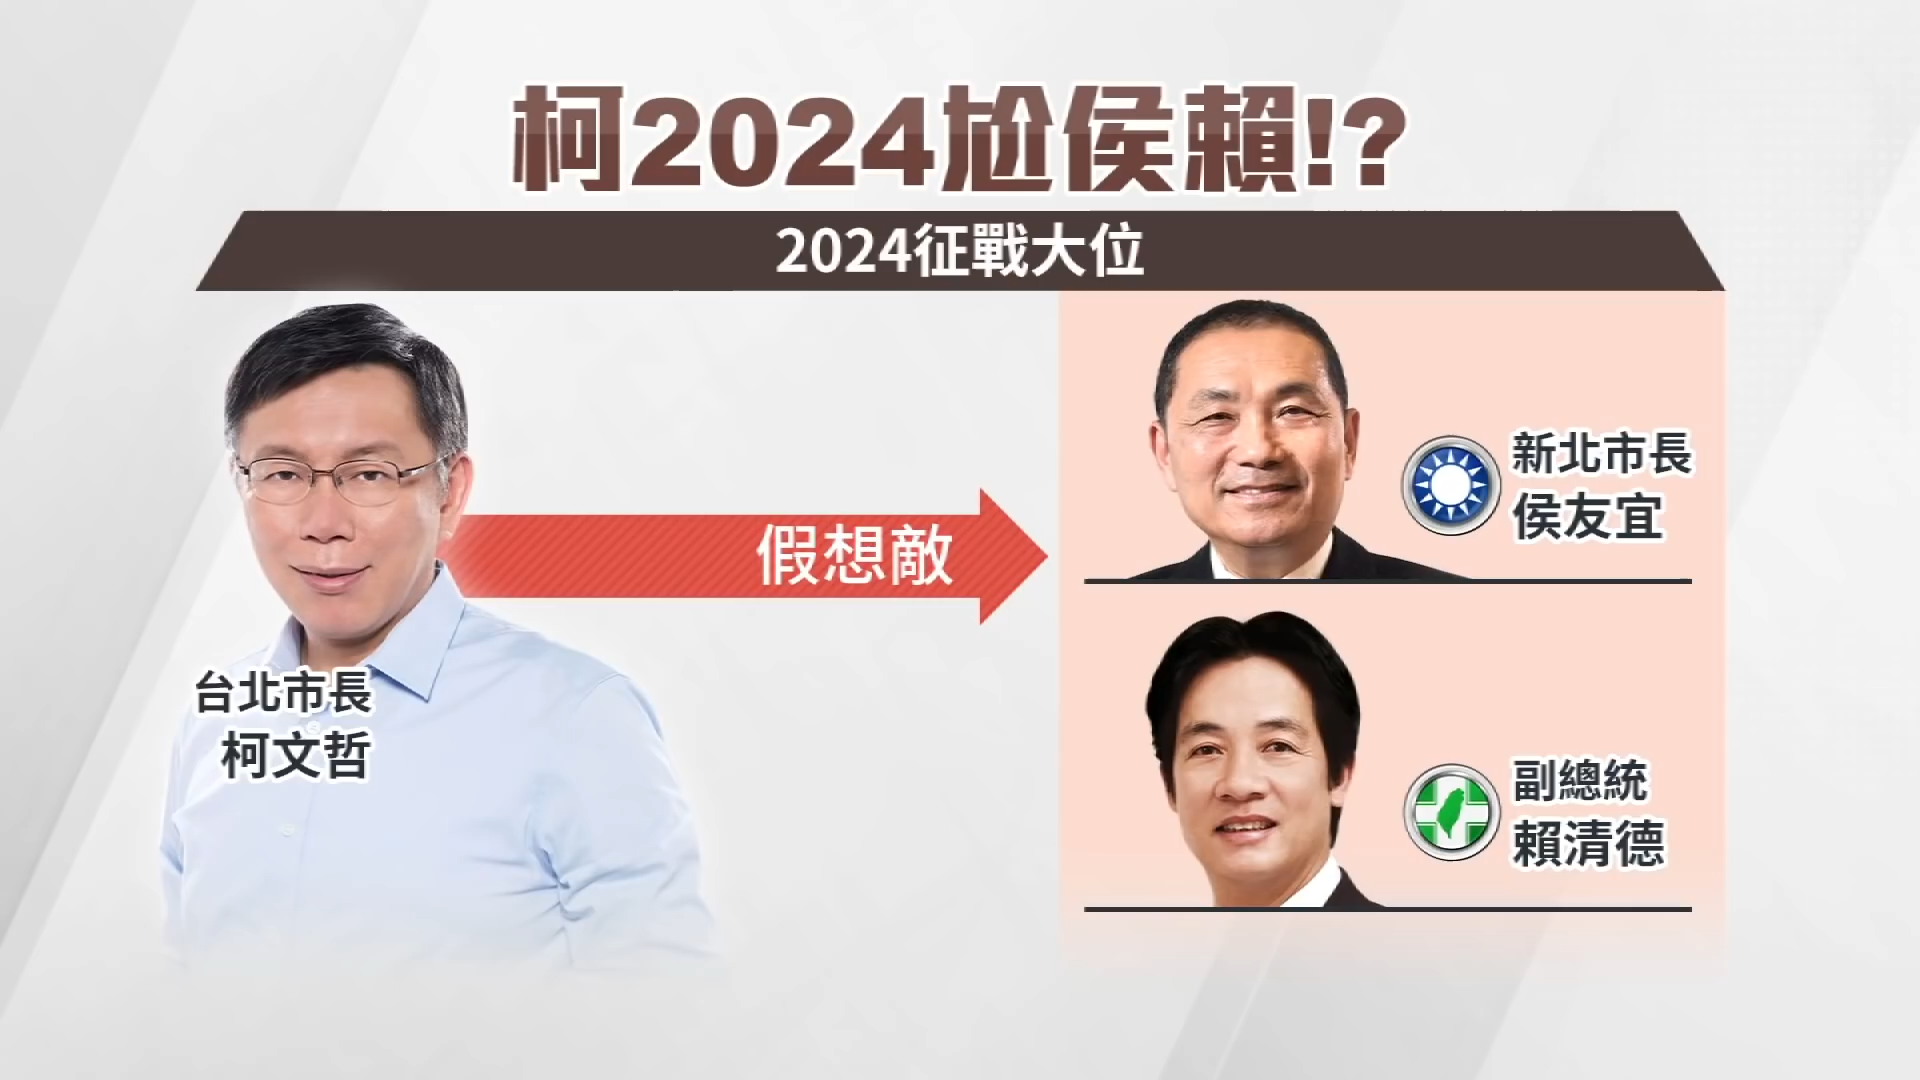 柯2024尬侯賴!?
2024征戰大位
假想敵
台北市長
柯文哲
新北市長
侯友宜
副總統
賴清德